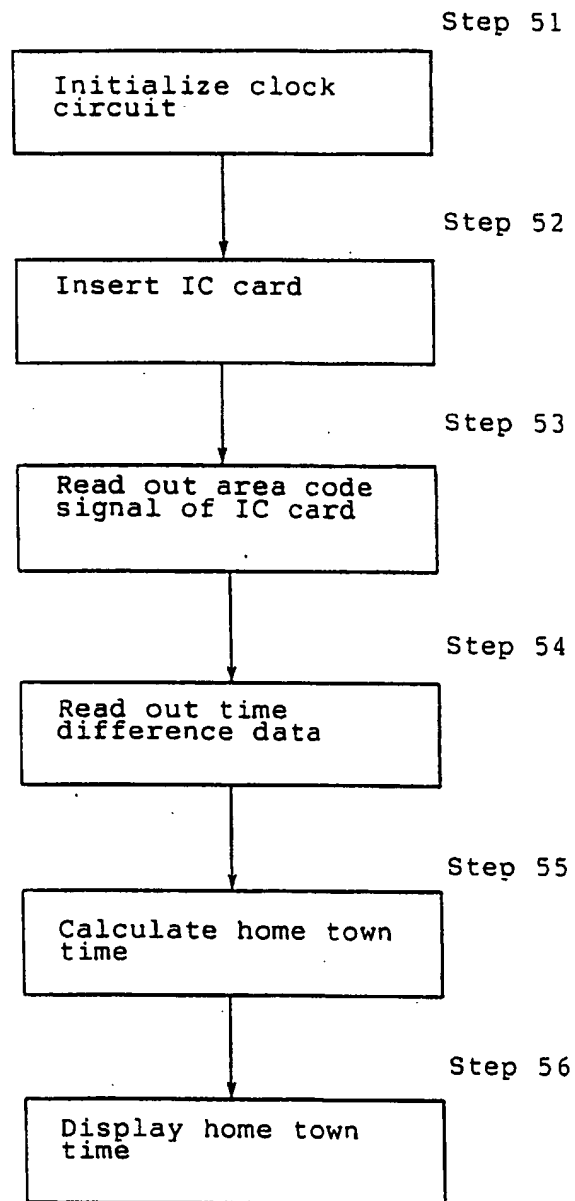 Step 51
Initialize clock
circuit
Step 52
Insert IC card
Step 53
Read out area code
signal of IC card
Step 54
Read out time
difference data
Step 55
Calculate home town
time
Step 56
Display home town
time